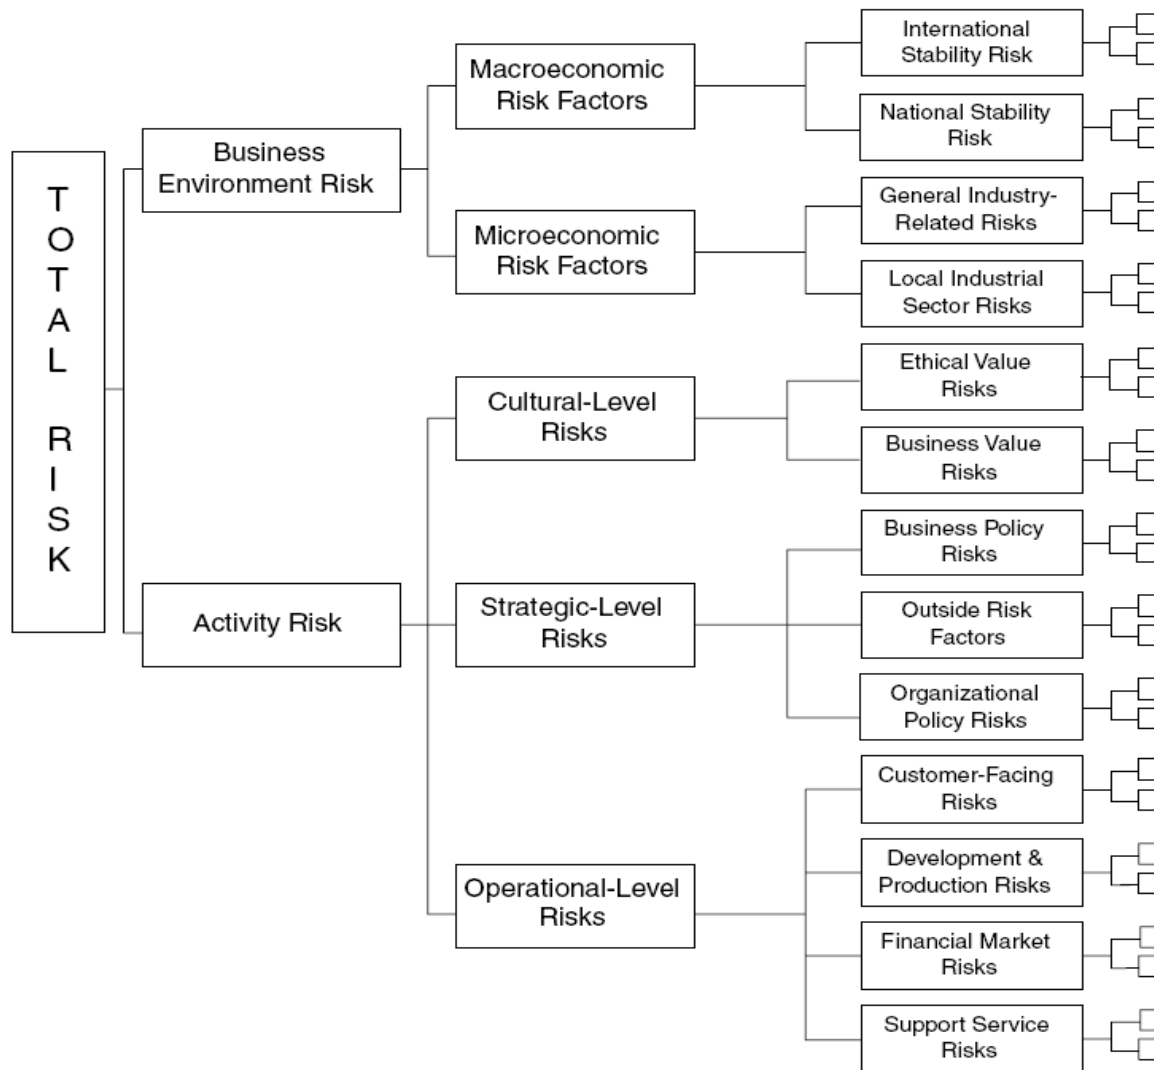 TOTAL RISK
Business
Environment Risk
Activity Risk
Macroeconomic
Risk Factors
Microeconomic
Risk Factors
Cultural-Level
Risks
Strategic-Level
Risks
Operational-Level
Risks
International
Stability Risk
National Stability
Risk
General Industry-
Related Risks
Local Industrial
Sector Risks
Ethical Value
Risks
Business Value
Risks
Business Policy
Risks
Outside Risk
Factors
Organizational
Policy Risks
Customer-Facing
Risks
Development &
Production Risks
Financial Market
Risks
Support Service
Risks